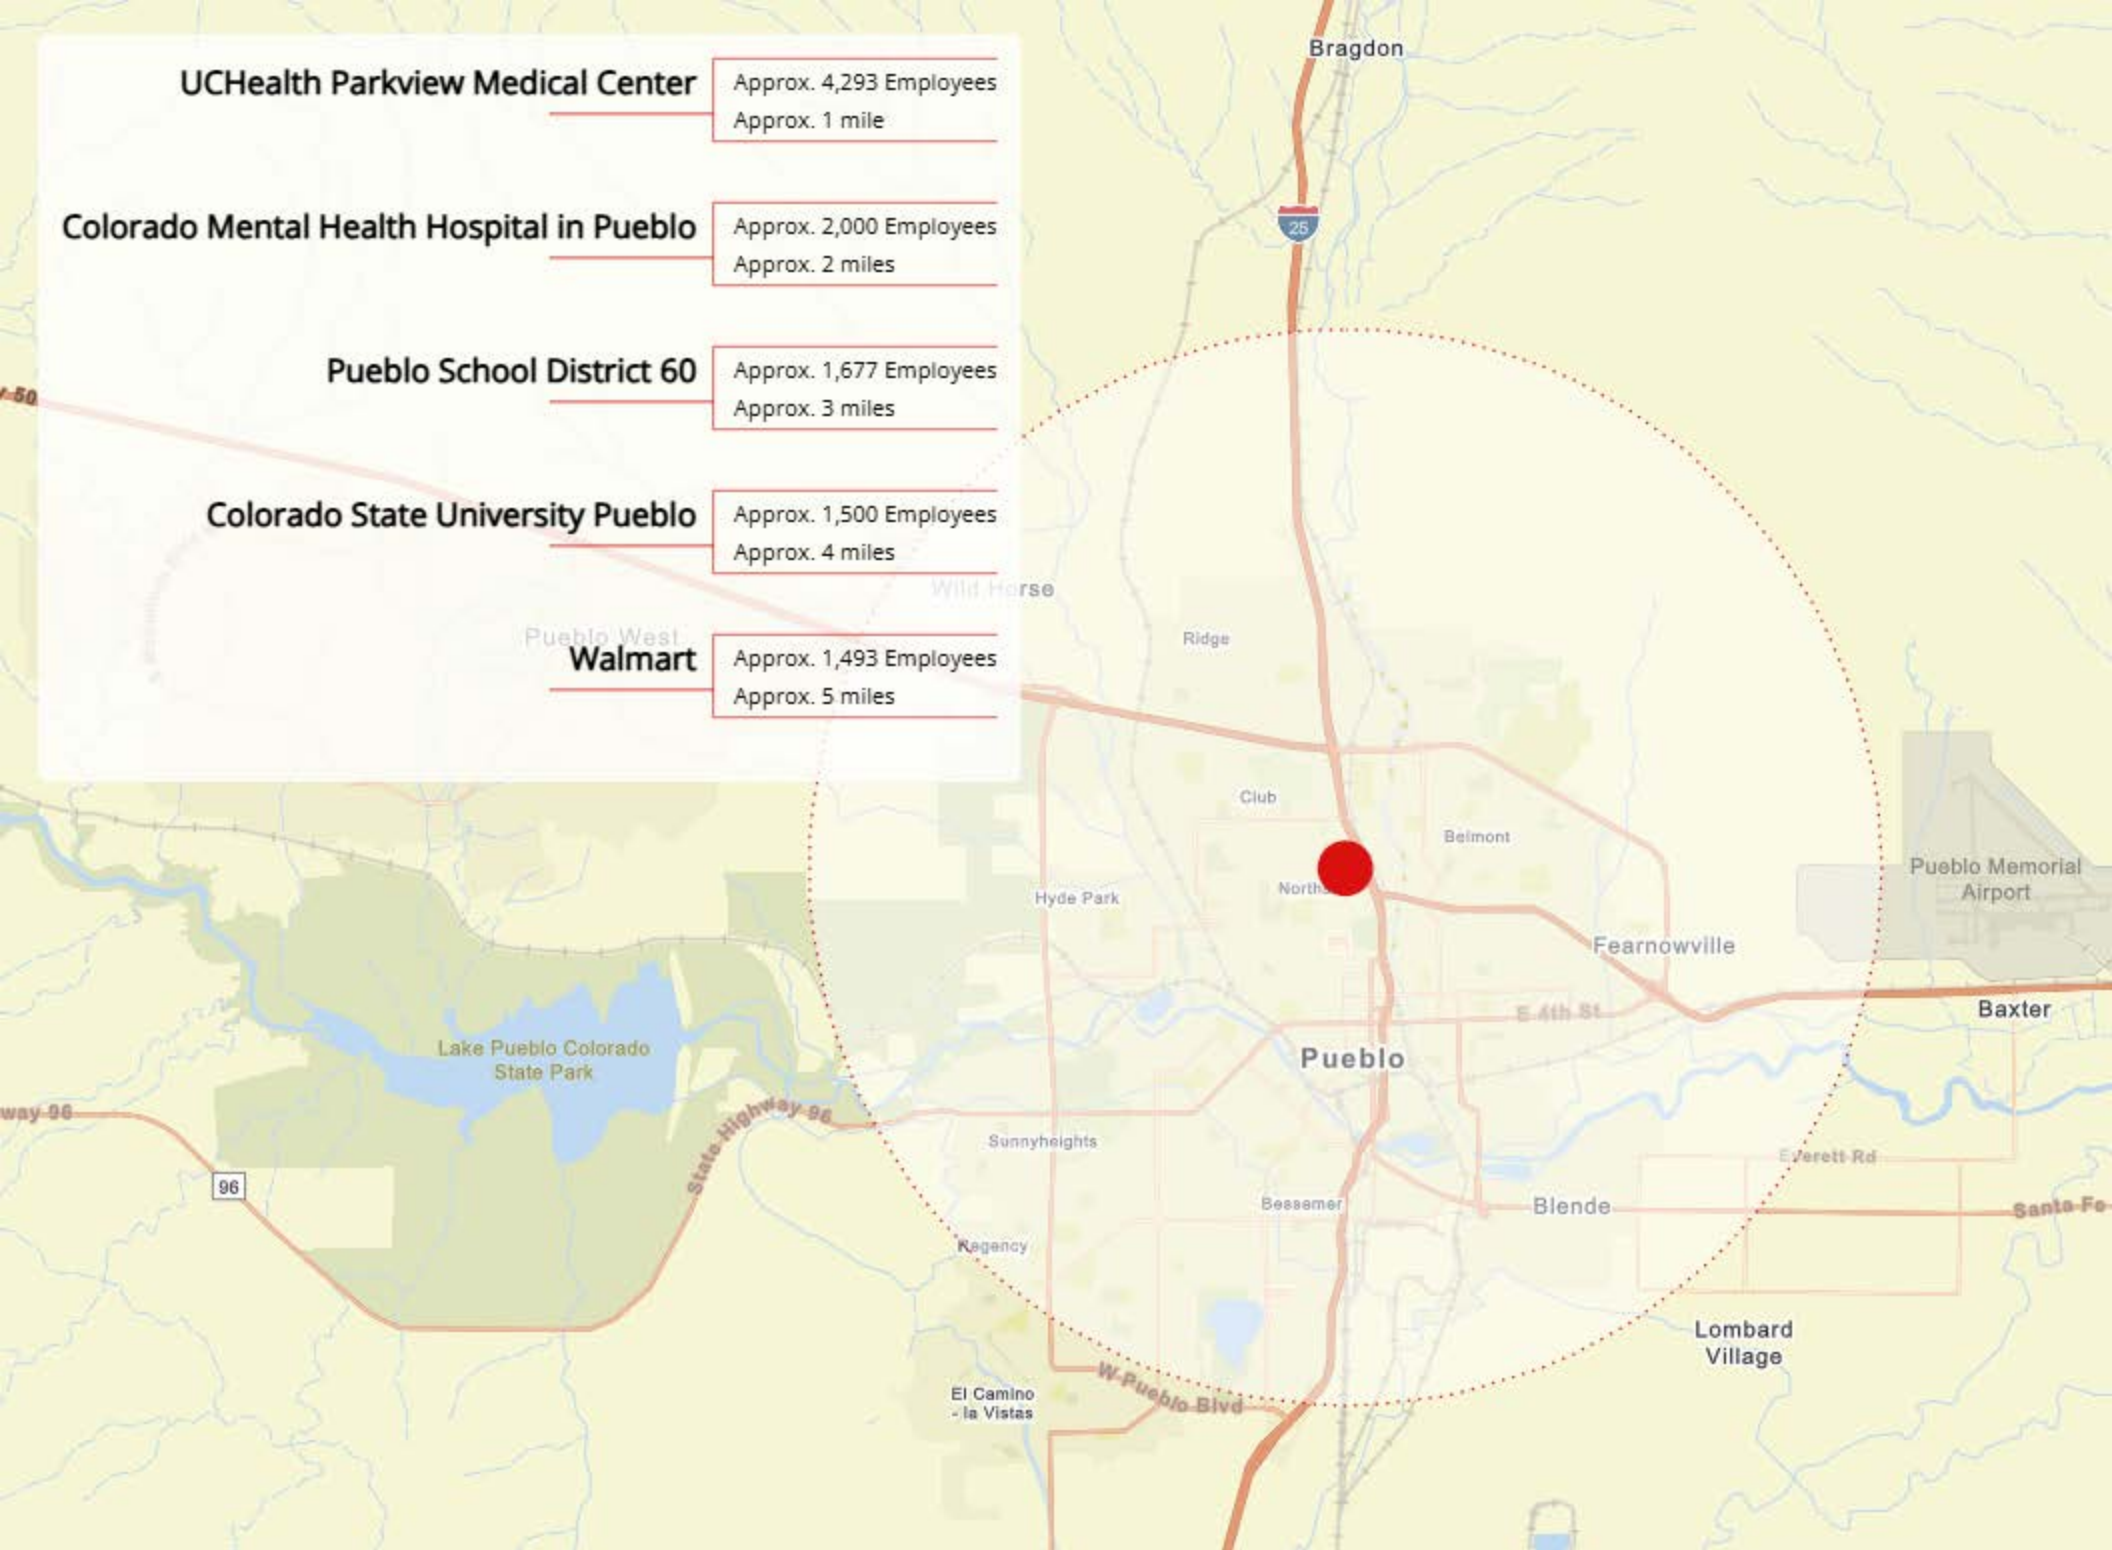 UCHealth Parkview Medical Center
Approx. 4,293 Employees
Approx. 1 mile
Colorado Mental Health Hospital in Pueblo
Approx. 2,000 Employees
Approx. 2 miles
Pueblo School District 60
Approx. 1,677 Employees
Approx. 3 miles
Colorado State University Pueblo
Approx. 1,500 Employees
Approx. 4 miles
Walmart
Approx. 1,493 Employees
Approx. 5 miles
Bragdon
25
50
Wild Horse
Pueblo West
Ridge
Club
Belmont
Pueblo Memorial
Airport
Hyde Park
Fearnowville
E 4th St
Baxter
Pueblo
Lake Pueblo Colorado
State Park
way 96
State Highway 96
96
Sunnyheights
Everett Rd
Bessemer
Blende
Santa Fe
Regency
Lombard
Village
W Pueblo Blvd
El Camino
- la Vistas